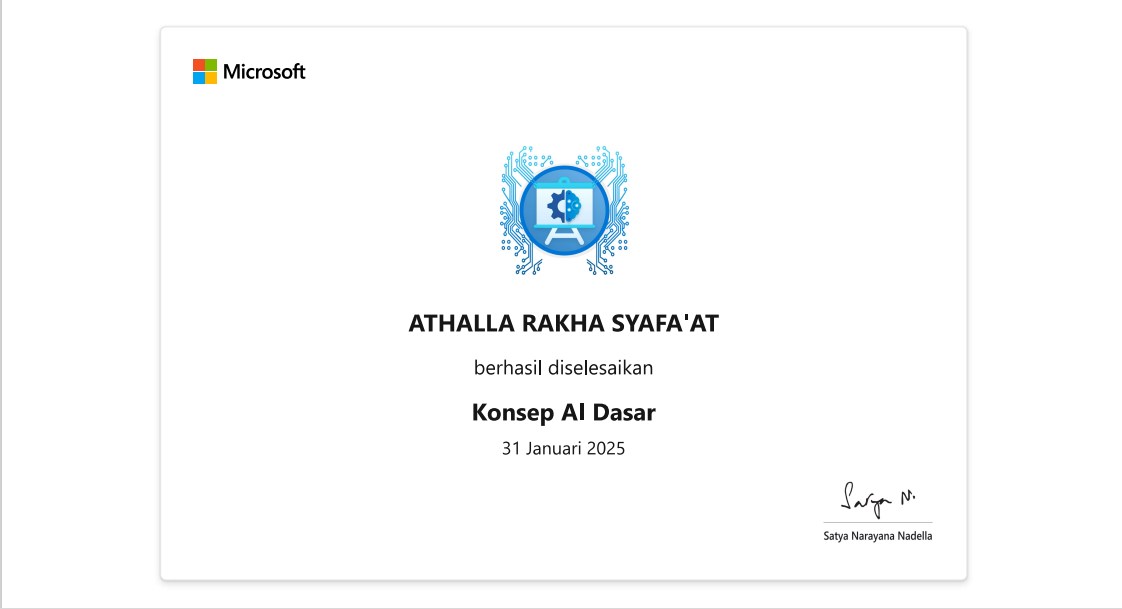 Microsoft
ATHALLA RAKHA SYAFA'AT
berhasil diselesaikan
Konsep AI Dasar
31 Januari 2025
Satya N.
Satya Narayana Nadella